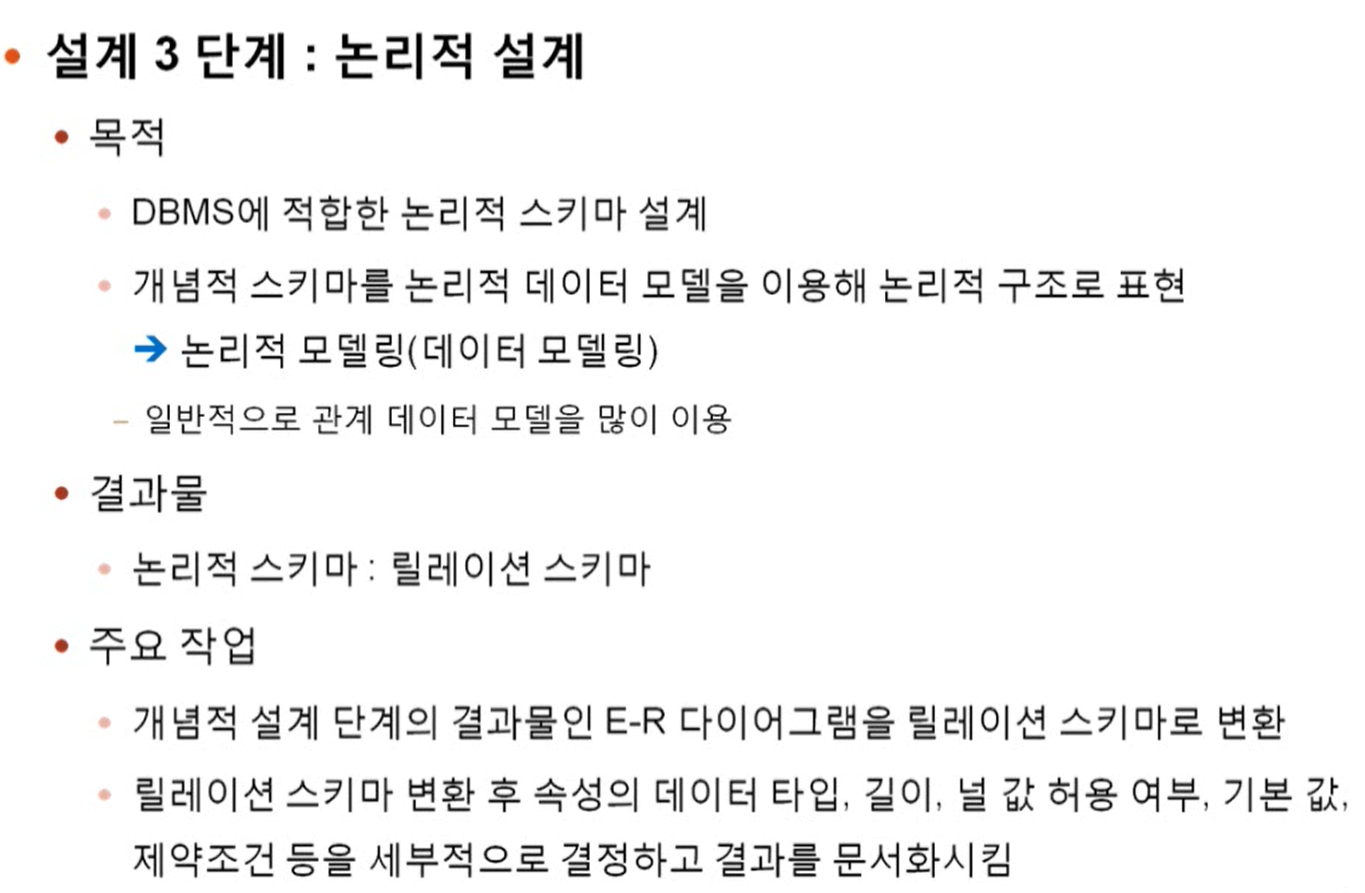 • 설계 3 단계 : 논리적 설계
• 목적
• DBMS에 적합한 논리적 스키마 설계
• 개념적 스키마를 논리적 데이터 모델을 이용해 논리적 구조로 표현
➔ 논리적 모델링(데이터 모델링)
– 일반적으로 관계 데이터 모델을 많이 이용
• 결과물
• 논리적 스키마 : 릴레이션 스키마
• 주요 작업
• 개념적 설계 단계의 결과물인 E-R 다이어그램을 릴레이션 스키마로 변환
• 릴레이션 스키마 변환 후 속성의 데이터 타입, 길이, 널 값 허용 여부, 기본 값,
제약조건 등을 세부적으로 결정하고 결과를 문서화시킴